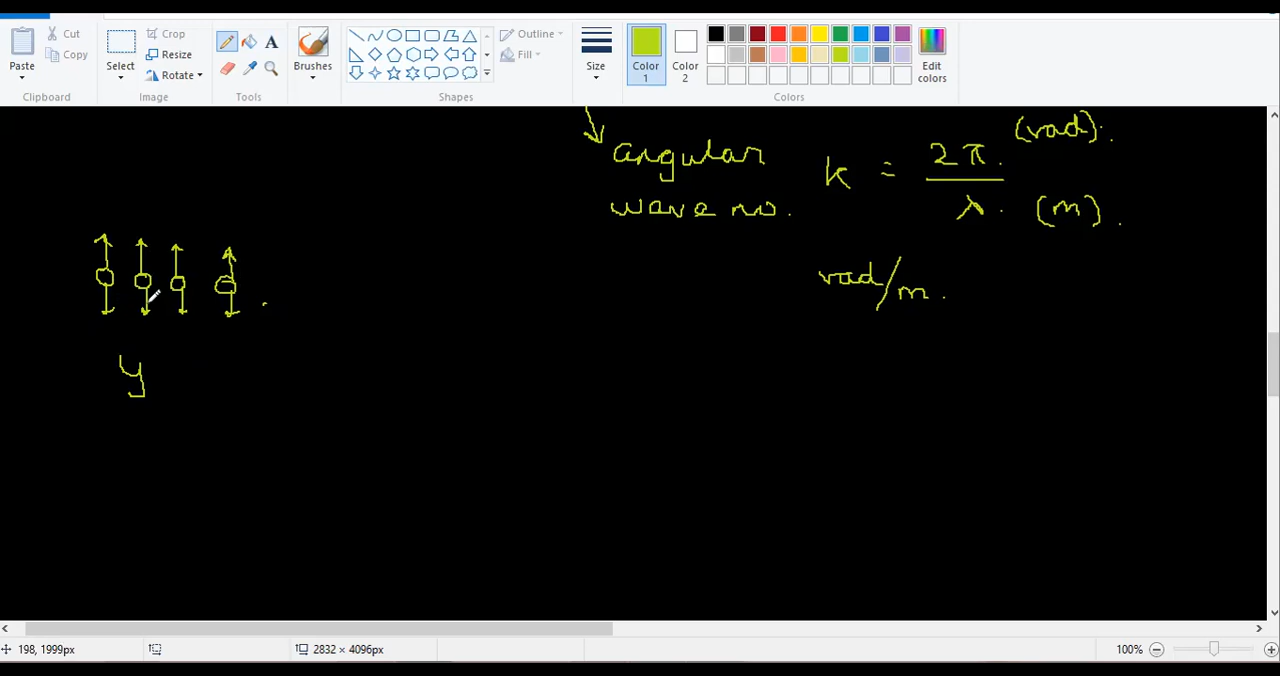 Paste
Cut
Copy
Clipboard
Select
Crop
Resize
Rotate
Image
A
Tools
Brushes
Outline
Fill
Shapes
Size
Color
1
Color
2
Edit
colors
Colors
(rad).
angular
wave no.
k = 2π.
λ. (m).
rad/m.
y
198, 1999px
2832 × 4096px
100%